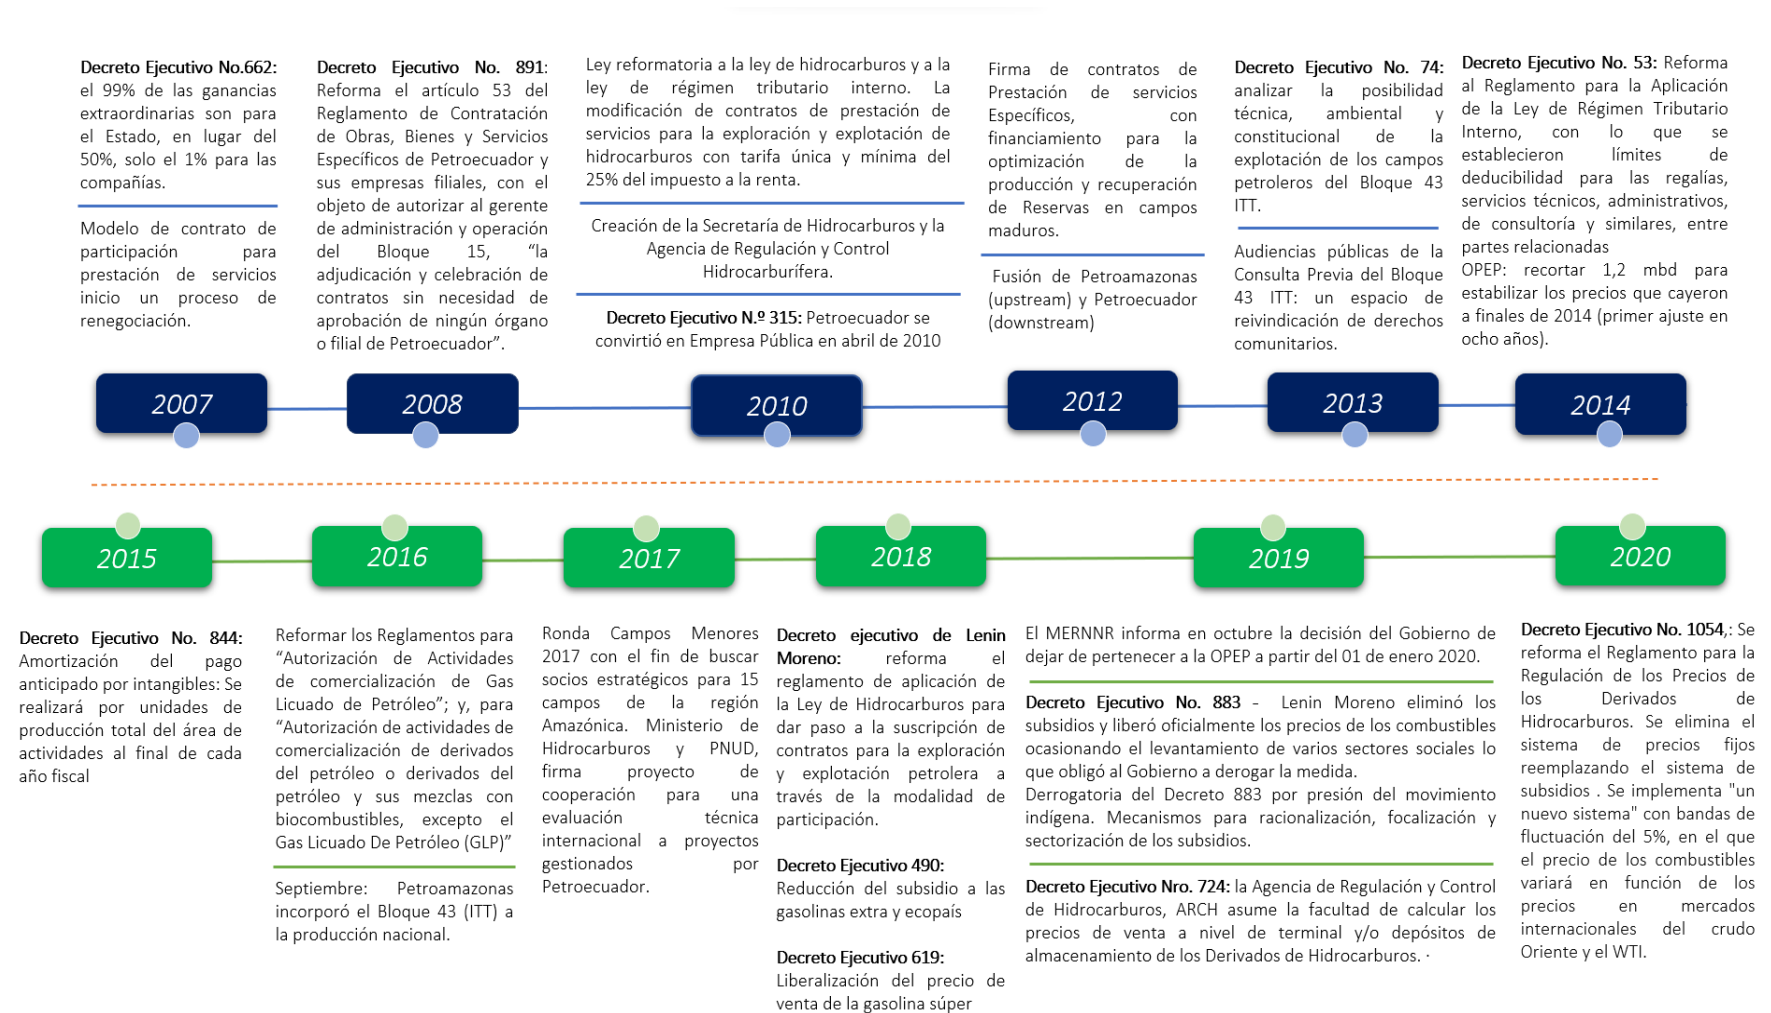 Decreto Ejecutivo No.662:
el 99% de las ganancias
extraordinarias son para
el Estado, en lugar del
50%, solo el 1% para las
compañías.
Modelo de contrato de
participación para
prestación de servicios
inicio un proceso de
renegociación.
Decreto Ejecutivo No. 891:
Reforma el artículo 53 del
Reglamento de Contratación
de Obras, Bienes y Servicios
Específicos de Petroecuador y
sus empresas filiales, con el
objeto de autorizar al gerente
de administración y operación
del Bloque 15, “la
adjudicación y celebración de
contratos sin necesidad de
aprobación de ningún órgano
o filial de Petroecuador”.
Ley reformatoria a la ley de hidrocarburos y a la
ley de régimen tributario interno. La
modificación de contratos de prestación de
servicios para la exploración y explotación de
hidrocarburos con tarifa única y mínima del
25% del impuesto a la renta.
Creación de la Secretaría de Hidrocarburos y la
Agencia de Regulación y Control
Hidrocarburífera.
Decreto Ejecutivo N.º 315: Petroecuador se
convirtió en Empresa Pública en abril de 2010
Firma de contratos de
Prestación de servicios
Específicos, con
financiamiento para la
optimización de la
producción y recuperación
de Reservas en campos
maduros.
Fusión de Petroamazonas
(upstream) y Petroecuador
(downstream)
Decreto Ejecutivo No. 74:
analizar la posibilidad
técnica, ambiental y
constitucional de la
explotación de los campos
petroleros del Bloque 43
ITT.
Audiencias públicas de la
Consulta Previa del Bloque
43 ITT: un espacio de
reivindicación de derechos
comunitarios.
Decreto Ejecutivo No. 53: Reforma
al Reglamento para la Aplicación
de la Ley de Régimen Tributario
Interno, con lo que se
establecieron límites de
deducibilidad para las regalías,
servicios técnicos, administrativos,
de consultoría y similares, entre
partes relacionadas
OPEP: recortar 1,2 mbd para
estabilizar los precios que cayeron
a finales de 2014 (primer ajuste en
ocho años).
2007
2008
2010
2012
2013
2014
2015
2016
2017
2018
2019
2020
Decreto Ejecutivo No. 844:
Amortización del pago
anticipado por intangibles: Se
realizará por unidades de
producción total del área de
actividades al final de cada
año fiscal
Reformar los Reglamentos para
“Autorización de Actividades
de comercialización de Gas
Licuado de Petróleo”; y, para
“Autorización de actividades de
comercialización de derivados
del petróleo o derivados del
petróleo y sus mezclas con
biocombustibles, excepto el
Gas Licuado De Petróleo (GLP)”
Septiembre: Petroamazonas
incorporó el Bloque 43 (ITT) a
la producción nacional.
Ronda Campos Menores
2017 con el fin de buscar
socios estratégicos para 15
campos de la región
Amazónica. Ministerio de
Hidrocarburos y PNUD,
firma proyecto de
cooperación para una
evaluación técnica
internacional a proyectos
gestionados por
Petroecuador.
Decreto ejecutivo de Lenin
Moreno: reforma el
reglamento de aplicación de
la Ley de Hidrocarburos para
dar paso a la suscripción de
contratos para la exploración
y explotación petrolera a
través de la modalidad de
participación.
Decreto Ejecutivo 490:
Reducción del subsidio a las
gasolinas extra y ecopaís
Decreto Ejecutivo 619:
Liberalización del precio de
venta de la gasolina súper
El MERNNR informa en octubre la decisión del Gobierno de
dejar de pertenecer a la OPEP a partir del 01 de enero 2020.
Decreto Ejecutivo No. 883 - Lenin Moreno eliminó los
subsidios y liberó oficialmente los precios de los combustibles
ocasionando el levantamiento de varios sectores sociales lo
que obligó al Gobierno a derogar la medida.
Derrogatoria del Decreto 883 por presión del movimiento
indígena. Mecanismos para racionalización, focalización y
sectorización de los subsidios.
Decreto Ejecutivo Nro. 724: la Agencia de Regulación y Control
de Hidrocarburos, ARCH asume la facultad de calcular los
precios de venta a nivel de terminal y/o depósitos de
almacenamiento de los Derivados de Hidrocarburos. ·
Decreto Ejecutivo No. 1054,: Se
reforma el Reglamento para la
Regulación de los Precios de
los Derivados de
Hidrocarburos. Se elimina el
sistema de precios fijos
reemplazando el sistema de
subsidios . Se implementa "un
nuevo sistema" con bandas de
fluctuación del 5%, en el que
el precio de los combustibles
variará en función de los
precios en mercados
internacionales del crudo
Oriente y el WTI.